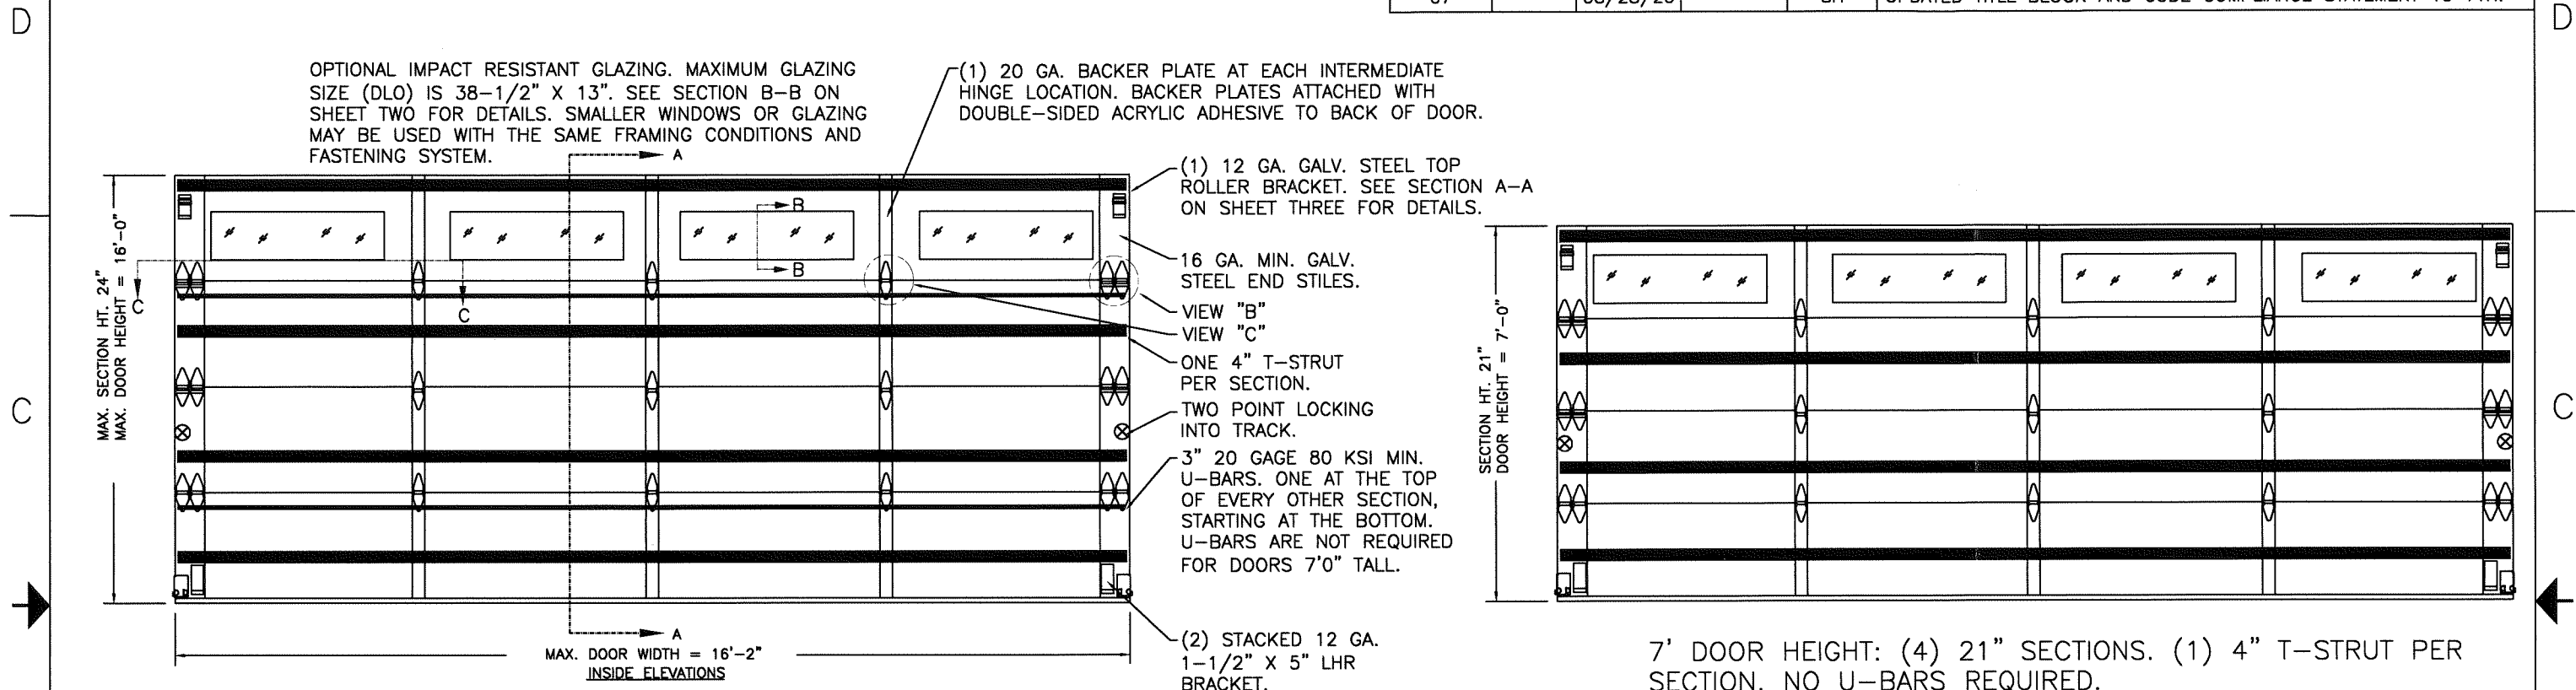 D
D
OPTIONAL IMPACT RESISTANT GLAZING. MAXIMUM GLAZING
SIZE (DLO) IS 38-1/2" X 13". SEE SECTION B-B ON
SHEET TWO FOR DETAILS. SMALLER WINDOWS OR GLAZING
MAY BE USED WITH THE SAME FRAMING CONDITIONS AND
FASTENING SYSTEM.
(1) 20 GA. BACKER PLATE AT EACH INTERMEDIATE
HINGE LOCATION. BACKER PLATES ATTACHED WITH
DOUBLE-SIDED ACRYLIC ADHESIVE TO BACK OF DOOR.
A
(1) 12 GA. GALV. STEEL TOP
ROLLER BRACKET. SEE SECTION A-A
ON SHEET THREE FOR DETAILS.
B
B
16 GA. MIN. GALV.
STEEL END STILES.
C
C
VIEW "B"
VIEW "C"
ONE 4" T-STRUT
PER SECTION.
TWO POINT LOCKING
INTO TRACK.
3" 20 GAGE 80 KSI MIN.
U-BARS. ONE AT THE TOP
OF EVERY OTHER SECTION,
STARTING AT THE BOTTOM.
U-BARS ARE NOT REQUIRED
FOR DOORS 7'0" TALL.
(2) STACKED 12 GA.
1-1/2" X 5" LHR
BRACKET.
MAX. SECTION HT. 24"
MAX. DOOR HEIGHT = 16'-0"
A
MAX. DOOR WIDTH = 16'-2"
INSIDE ELEVATIONS
C
C
SECTION HT. 21"
DOOR HEIGHT = 7'-0"
7' DOOR HEIGHT: (4) 21" SECTIONS. (1) 4" T-STRUT PER
SECTION. NO U-BARS REQUIRED.